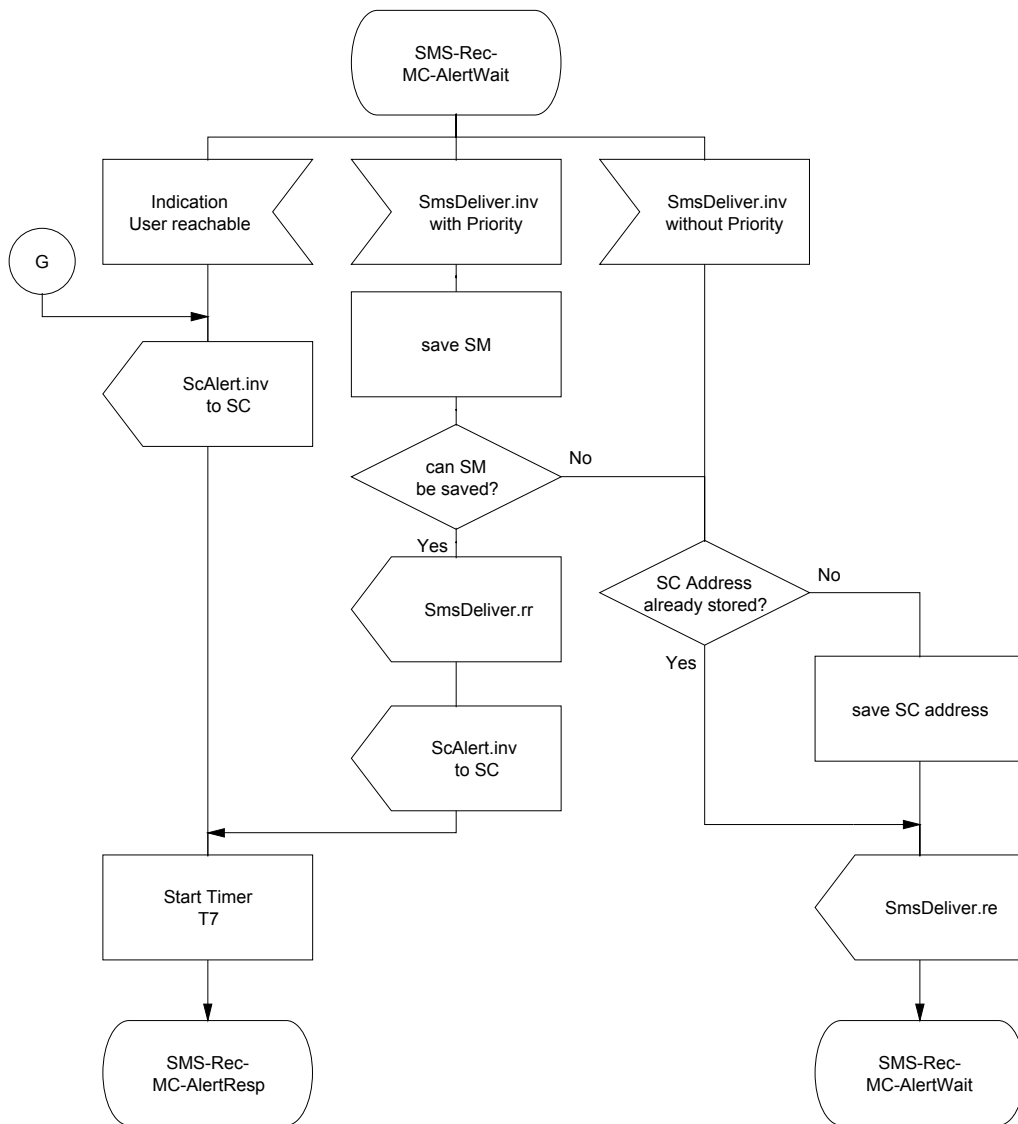 SMS-Rec-
MC-AlertWait
Indication
User reachable
SmsDeliver.inv
with Priority
SmsDeliver.inv
without Priority
G
save SM
ScAlert.inv
to SC
can SM
be saved?
No
Yes
SmsDeliver.rr
SC Address
already stored?
No
Yes
save SC address
ScAlert.inv
to SC
Start Timer
T7
SmsDeliver.re
SMS-Rec-
MC-AlertResp
SMS-Rec-
MC-AlertWait